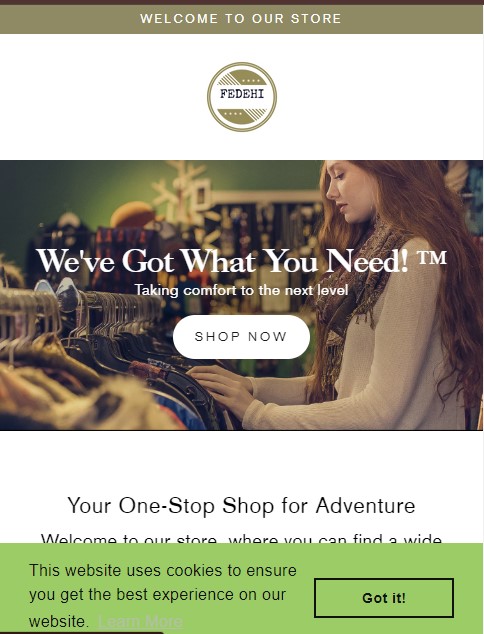 WELCOME TO OUR STORE
FEDEHI
We've Got What You Need! ™
Taking comfort to the next level
SHOP NOW
Your One-Stop Shop for Adventure
Welcome to our store, where you can find a wide
This website uses cookies to ensure
you get the best experience on our
website. Learn More
Got it!